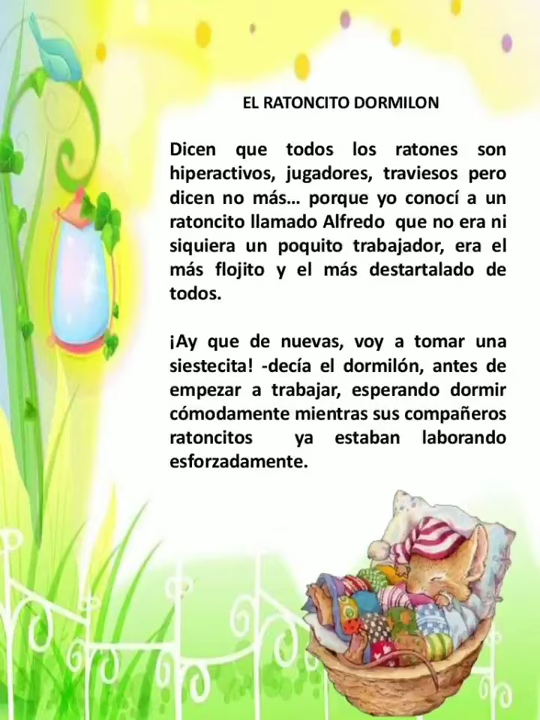 EL RATONCITO DORMILON
Dicen que todos los ratones son
hiperactivos, jugadores, traviesos pero
dicen no más... porque yo conocí a un
ratoncito llamado Alfredo que no era ni
siquiera un poquito trabajador, era el
más flojito y el más destartalado de
todos.
¡Ay que de nuevas, voy a tomar una
siestecita! -decía el dormilón, antes de
empezar a trabajar, esperando dormir
cómodamente mientras sus compañeros
ratoncitos ya estaban laborando
esforzadamente.